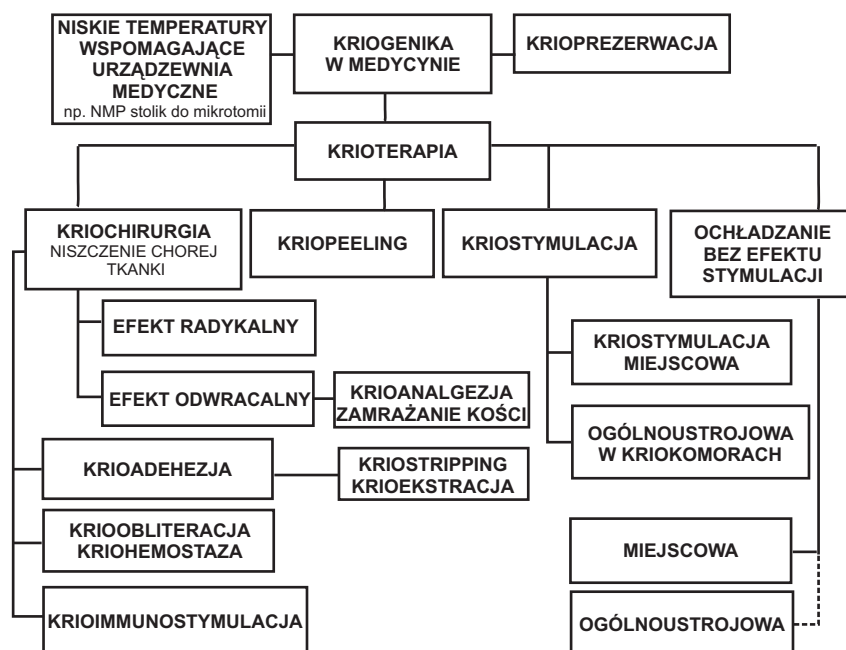 NISKIE TEMPERATURY
WSPOMAGAJĄCE
URZĄDZEWNIA
MEDYCZNE
np. NMP stolik do mikrotomii
KRIOGENIKA
W MEDYCYNIE
KRIOPREZERWACJA
KRIOTERAPIA
KRIOCHIRURGIA
NISZCZENIE CHOREJ
TKANKI
KRIOPEELING
KRIOSTYMULACJA
OCHŁADZANIE
BEZ EFEKTU
STYMULACJI
EFEKT RADYKALNY
KRIOSTYMULACJA
MIEJSCOWA
EFEKT ODWRACALNY
KRIOANALGEZJA
ZAMRAŻANIE KOŚCI
OGÓLNOUSTROJOWA
W KRIOKOMORACH
KRIOADEHEZJA
KRIOSTRIPPING
KRIOEKSTRACJA
KRIOOBLITERACJA
KRIOHEMOSTAZA
MIEJSCOWA
KRIOIMMUNOSTYMULACJA
OGÓLNOUSTROJOWA